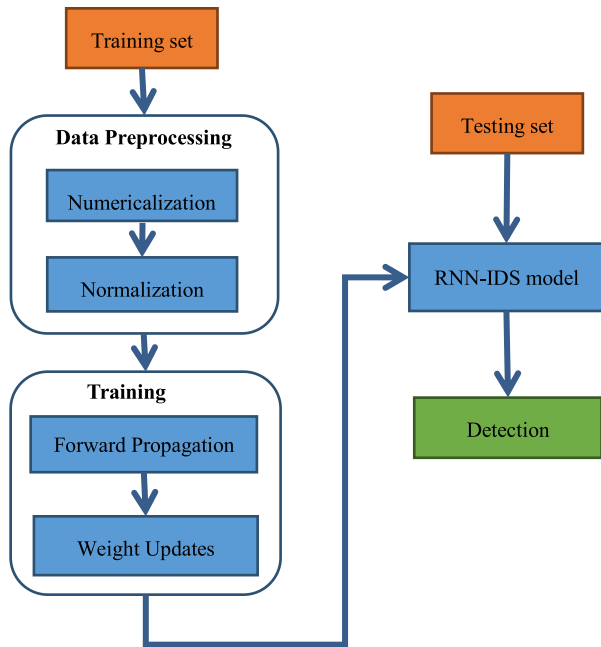 Training set
Data Preprocessing
Numericalization
Normalization
Training
Forward Propagation
Weight Updates
Testing set
RNN-IDS model
Detection